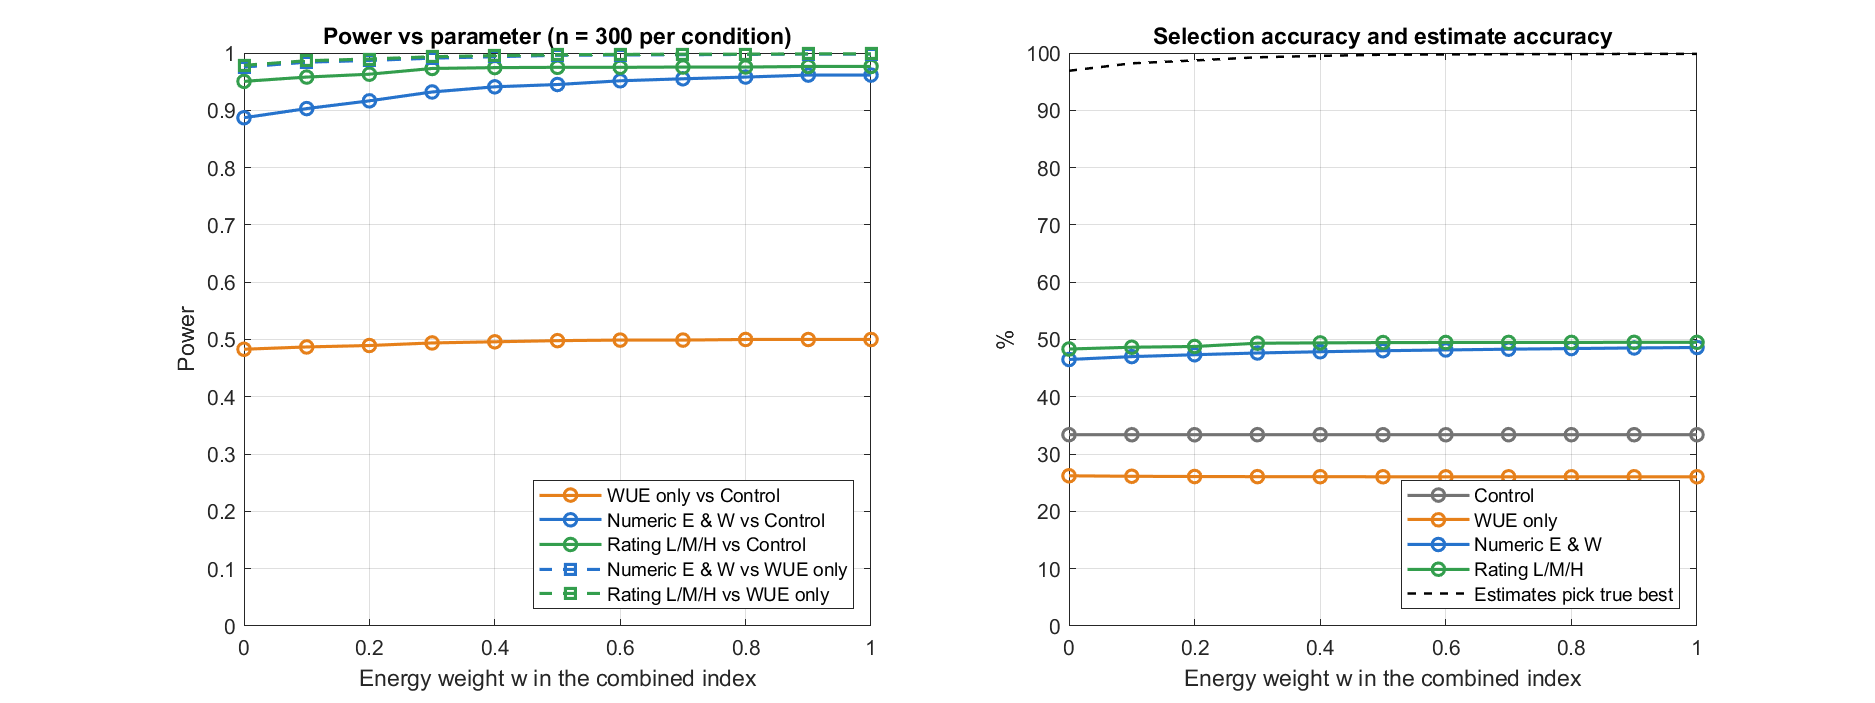 Power vs parameter (n = 300 per condition)
Power
1
0.9
0.8
0.7
0.6
0.5
0.4
0.3
0.2
0.1
0
WUE only vs Control
Numeric E & W vs Control
Rating L/M/H vs Control
Numeric E & W vs WUE only
Rating L/M/H vs WUE only
0 0.2 0.4 0.6 0.8 1
Energy weight w in the combined index
Selection accuracy and estimate accuracy
%
100
90
80
70
60
50
40
30
20
10
0
Control
WUE only
Numeric E & W
Rating L/M/H
Estimates pick true best
0 0.2 0.4 0.6 0.8 1
Energy weight w in the combined index